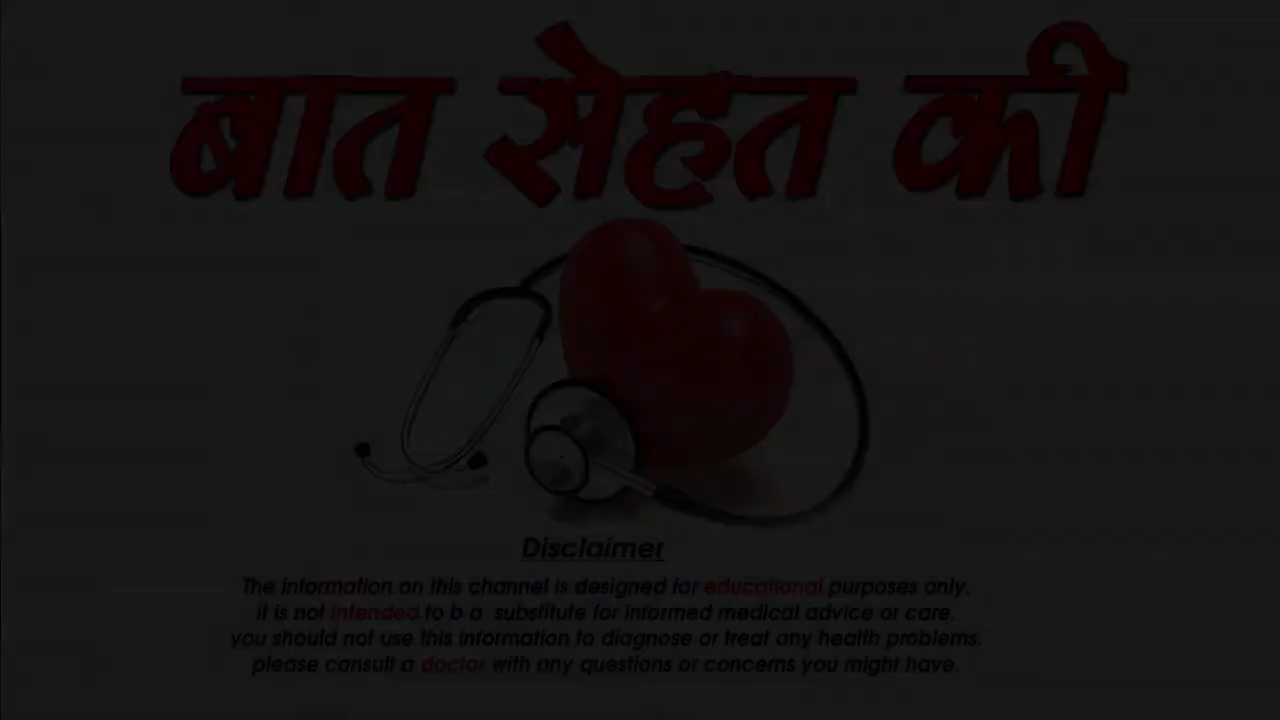 बात सेहत की
Disclaimer
The information on this channel is designed for educational purposes only.
it is not intended to b a substitute for informed medical advice or care.
you should not use this information to diagnose or treat any health problems.
please consult a doctor with any questions or concerns you might have.